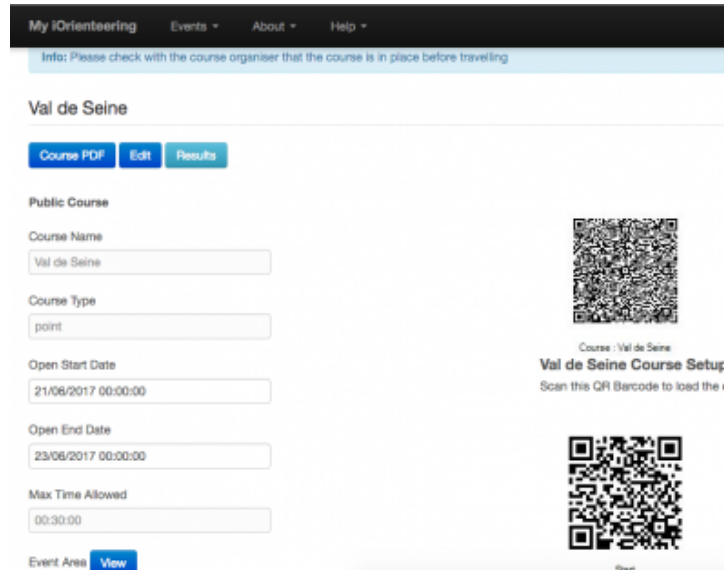 My iOrienteering Events About Help
Info: Please check with the course organiser that the course is in place before travelling
Val de Seine
Course PDF Edit Results
Public Course
Course Name
Val de Seine
Course Type
point
Course : Val de Seine
Open Start Date
Val de Seine Course Setup
21/06/2017 00:00:00
Scan this QR Barcode to load the
Open End Date
23/06/2017 00:00:00
Max Time Allowed
00:30:00
Event Area View
Start